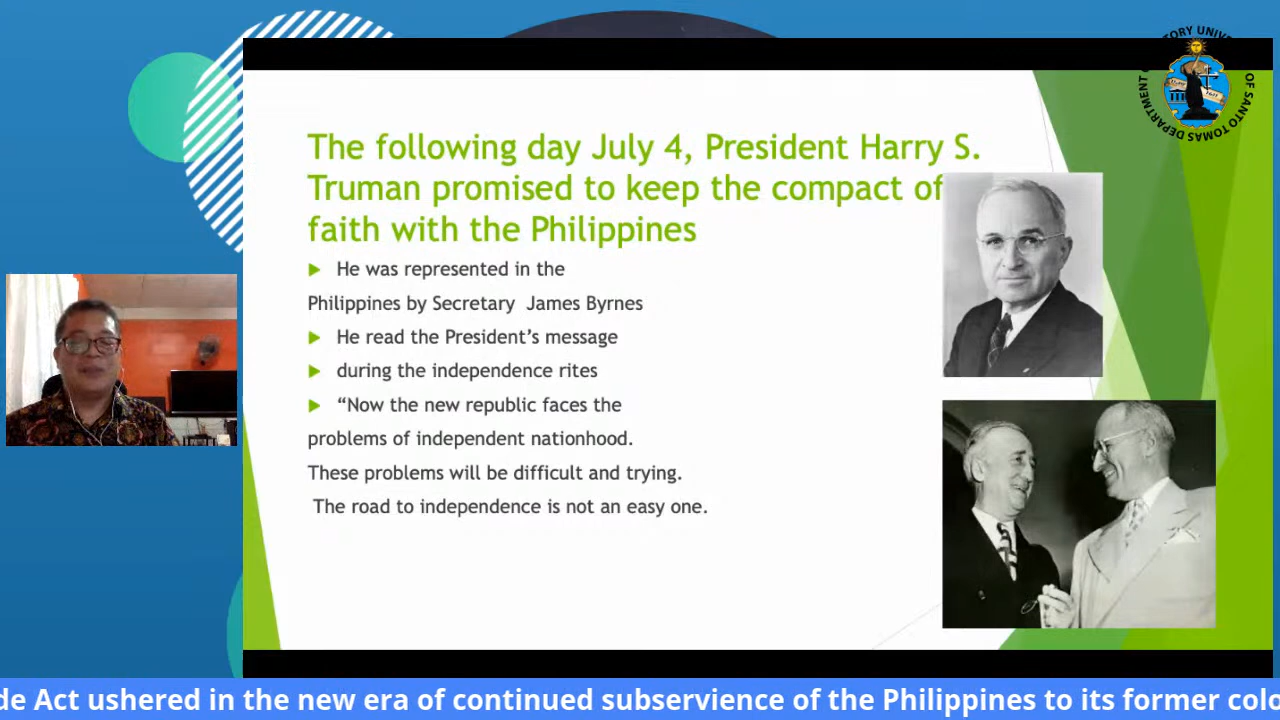 The following day July 4, President Harry S.
Truman promised to keep the compact of
faith with the Philippines
He was represented in the
Philippines by Secretary James Byrnes
He read the President’s message
during the independence rites
“Now the new republic faces the
problems of independent nationhood.
These problems will be difficult and trying.
The road to independence is not an easy one.
OF SANTO TOMAS DEPARTMENT
Act ushered in the new era of continued subservience of the Philippines to its former